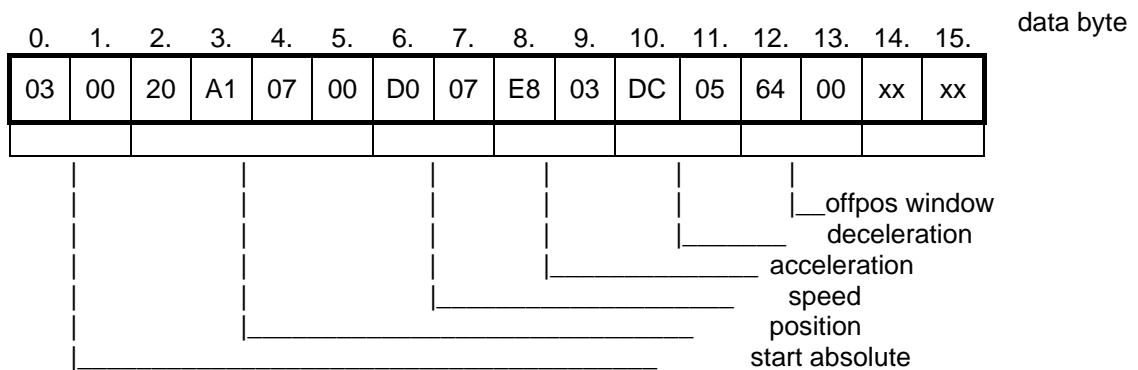 data byte
0. 1. 2. 3. 4. 5. 6. 7. 8. 9. 10. 11. 12. 13. 14. 15.
03 00 20 A1 07 00 D0 07 E8 03 DC 05 64 00 xx xx
offpos window
deceleration
acceleration
speed
position
start absolute